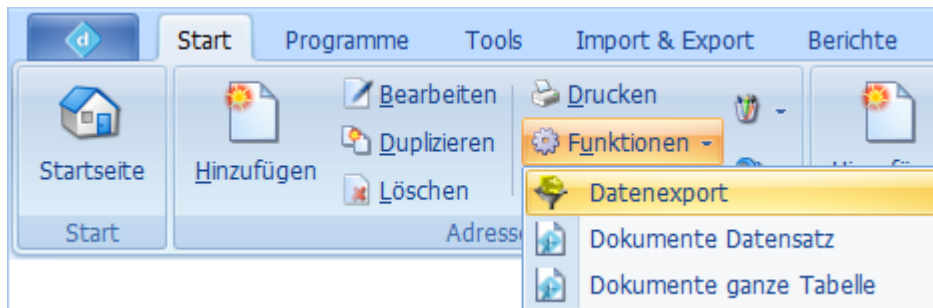 d
Start Programme Tools Import & Export Berichte
Startseite
Hinzufügen
Bearbeiten
Duplizieren
Löschen
Drucken
Funktionen
Start
Datenexport
Dokumente Datensatz
Dokumente ganze Tabelle